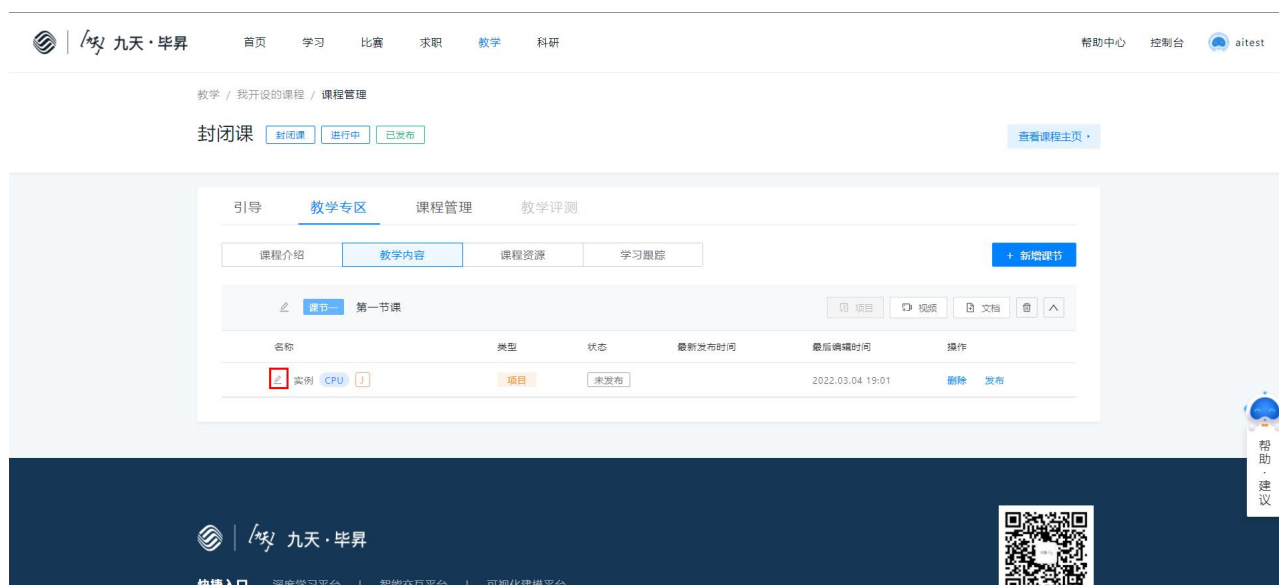 九天·毕昇 首页 学习 比赛 求职 教学 科研 帮助中心 控制台 aitest
教学 / 我开设的课程 / 课程管理
封闭课 封闭课 进行中 已发布 查看课程主页
引导 教学专区 课程管理 教学评测
课程介绍 教学内容 课程资源 学习跟踪 + 新增课节
课节一 第一节课 项目 视频 文档
名称 类型 状态 最新发布时间 最后编辑时间 操作
实例 CPU J 项目 未发布 2022.03.04 19:01 删除 发布
帮助·建议
九天·毕昇
快捷入口 深度学习平台 | 智能交互平台 | 可视化建模平台